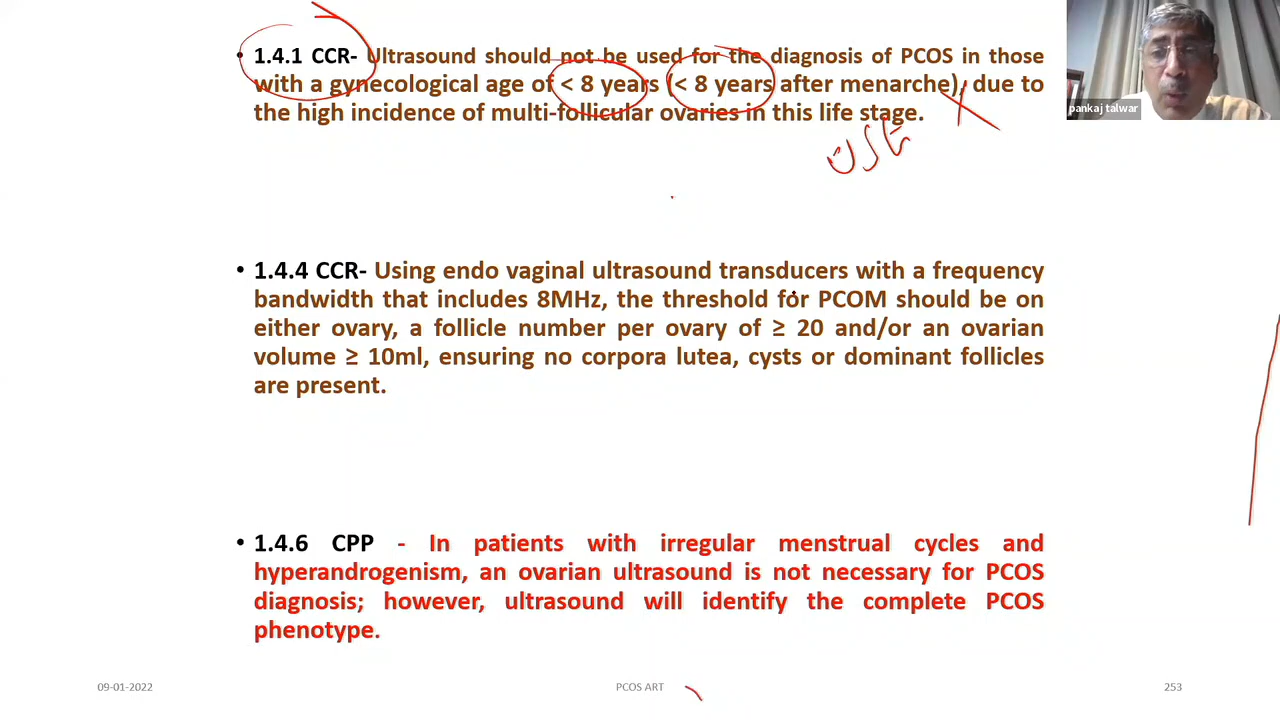 • 1.4.1 CCR- Ultrasound should not be used for the diagnosis of PCOS in those
with a gynecological age of < 8 years (< 8 years after menarche), due to
the high incidence of multi-follicular ovaries in this life stage.
pankaj talwar
USG
• 1.4.4 CCR- Using endo vaginal ultrasound transducers with a frequency
bandwidth that includes 8MHz, the threshold for PCOM should be on
either ovary, a follicle number per ovary of ≥ 20 and/or an ovarian
volume ≥ 10ml, ensuring no corpora lutea, cysts or dominant follicles
are present.
• 1.4.6 CPP - In patients with irregular menstrual cycles and
hyperandrogenism, an ovarian ultrasound is not necessary for PCOS
diagnosis; however, ultrasound will identify the complete PCOS
phenotype.
09-01-2022
PCOS ART
253